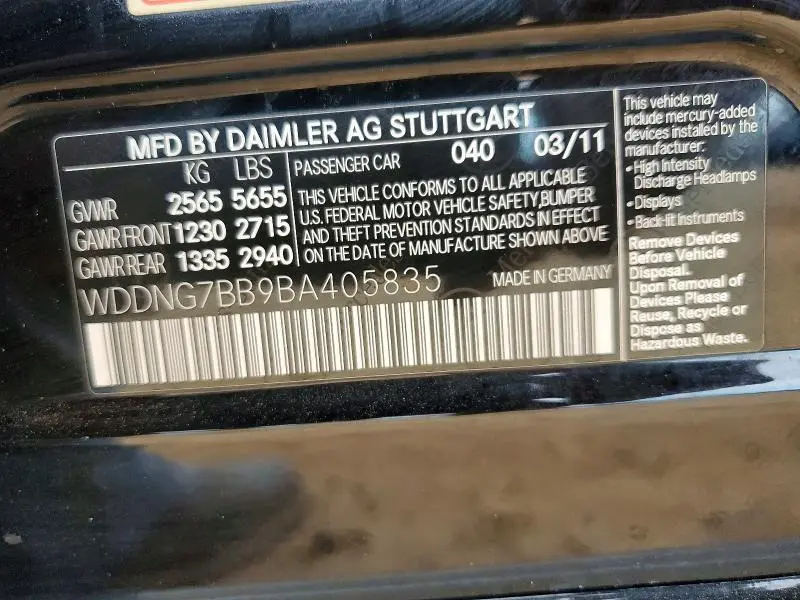 MFD BY DAIMLER AG STUTTGART
KG LBS
GVWR 2565 5655
GAWR FRONT 1230 2715
GAWR REAR 1335 2940
PASSENGER CAR 040 03/11
THIS VEHICLE CONFORMS TO ALL APPLICABLE
U.S. FEDERAL MOTOR VEHICLE SAFETY,BUMPER
AND THEFT PREVENTION STANDARDS IN EFFECT
ON THE DATE OF MANUFACTURE SHOWN ABOVE
WDDNG7BB9BA405835 MADE IN GERMANY
This vehicle may
include mercury-added
devices installed by the
manufacturer:
• High Intensity
Discharge Headlamps
• Displays
• Back-lit Instruments
Remove Devices
Before Vehicle
Disposal.
Upon Removal of
Devices Please
Reuse, Recycle or
Dispose as
Hazardous Waste.